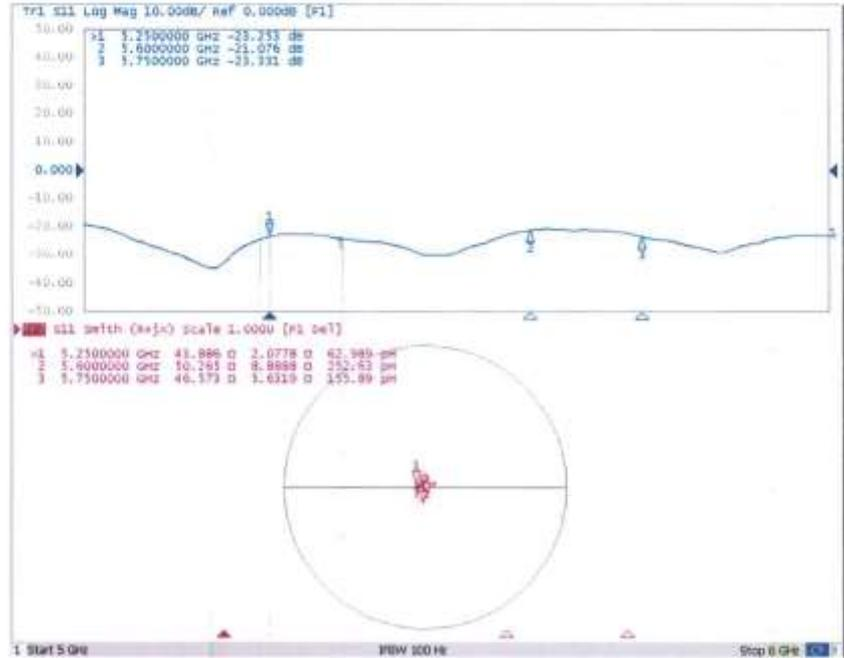 Tr1 S11 Log Mag 10.00dB/ Ref 0.000dB [F1]
50.00
40.00
30.00
20.00
10.00
0.000
-10.00
-20.00
-30.00
-40.00
-50.00
>1 5.2500000 GHz -23.253 dB
2 5.6000000 GHz -21.076 dB
3 5.7500000 GHz -23.331 dB
1
2
3
S11 Smith (R+jX) Scale 1.000U [F1 Del]
>1 5.2500000 GHz 43.886 Ω 2.0778 Ω 62.989 pH
2 5.6000000 GHz 50.265 Ω 8.8888 Ω 252.63 pH
3 5.7500000 GHz 46.573 Ω 5.6319 Ω 155.89 pH
1 Start 5 GHz IFBW 100 Hz Stop 6 GHz